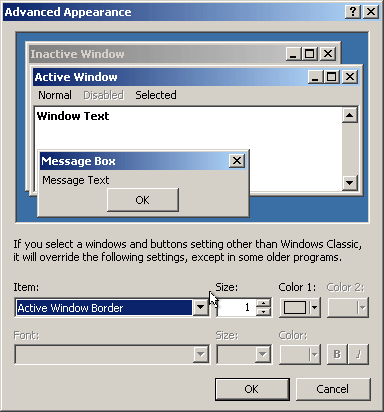 Advanced Appearance
Inactive Window
Active Window
Normal Disabled Selected
Window Text
Message Box
Message Text
OK
If you select a windows and buttons setting other than Windows Classic,
it will override the following settings, except in some older programs.
Item: Size: Color 1: Color 2:
Active Window Border 1
Font: Size: Color:
B I
OK Cancel